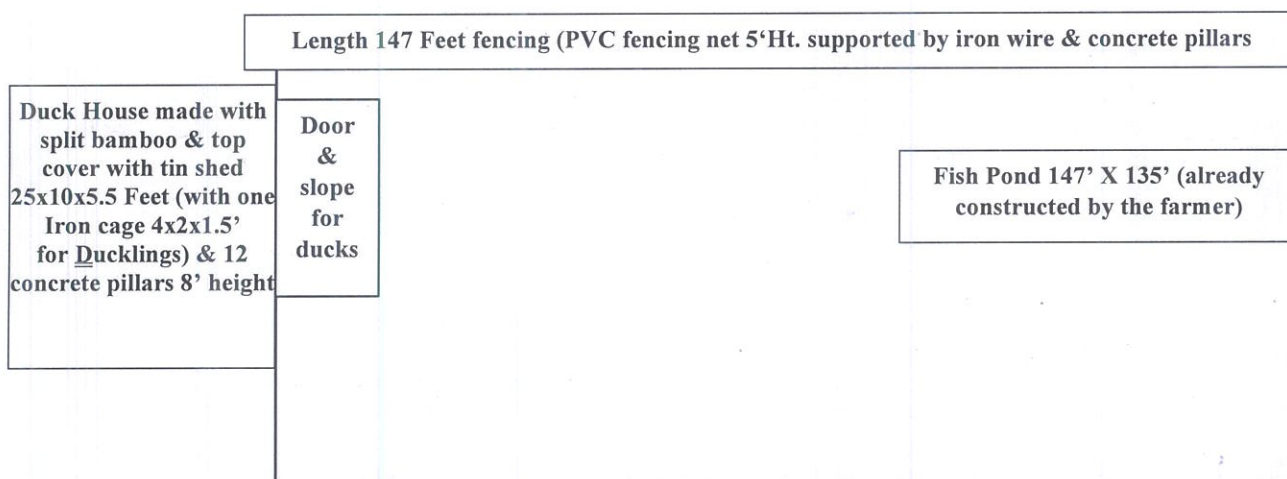 Length 147 Feet fencing (PVC fencing net 5‘Ht. supported by iron wire & concrete pillars
Duck House made with
split bamboo & top
cover with tin shed
25x10x5.5 Feet (with one
Iron cage 4x2x1.5’
for Ducklings) & 12
concrete pillars 8’ height
Door
&
slope
for
ducks
Fish Pond 147’ X 135’ (already
constructed by the farmer)